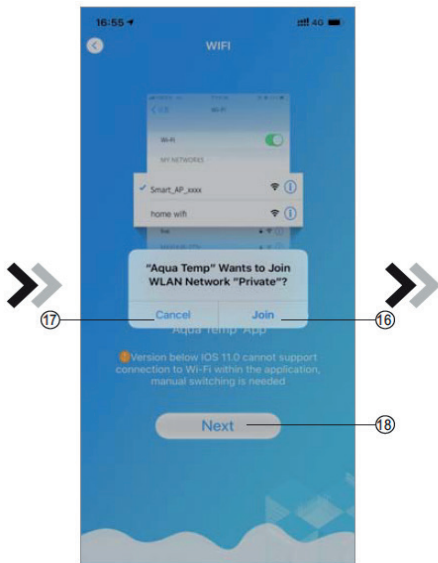 16:55
4G
WIFI
Wi-Fi
MY NETWORKS
Smart_AP_xxxx
home wifi
"Aqua Temp" Wants to Join
WLAN Network "Private"?
⑰ Cancel Join ⑯
Aqua Temp App
Version below iOS 11.0 cannot support
connection to Wi-Fi within the application,
manual switching is needed
Next ⑱